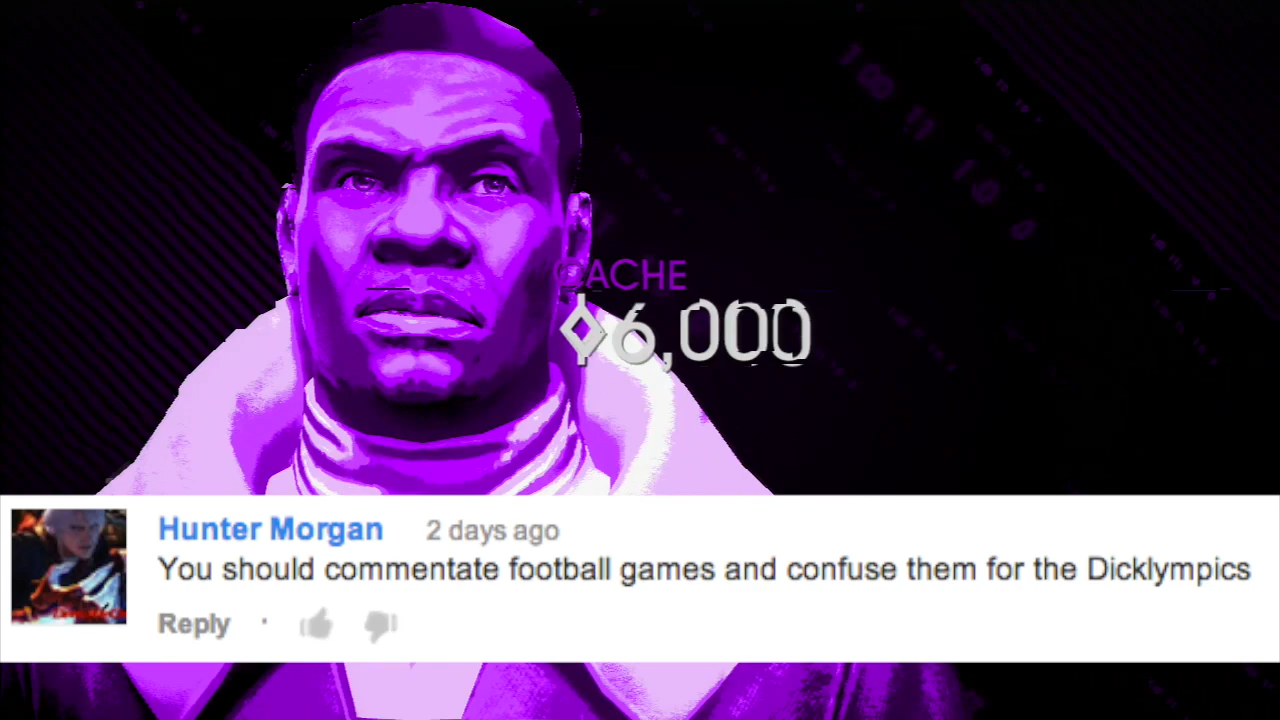 CACHE
6,000
Hunter Morgan 2 days ago
You should commentate football games and confuse them for the Dicklympics
Reply ·